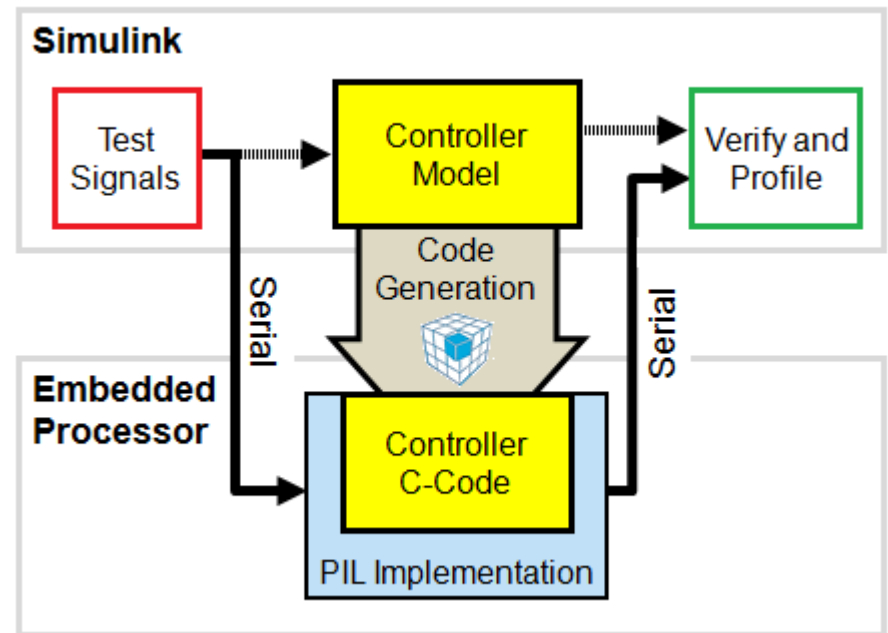 Simulink
Test
Signals
Controller
Model
Verify and
Profile
Code
Generation
Serial
Serial
Embedded
Processor
Controller
C-Code
PIL Implementation